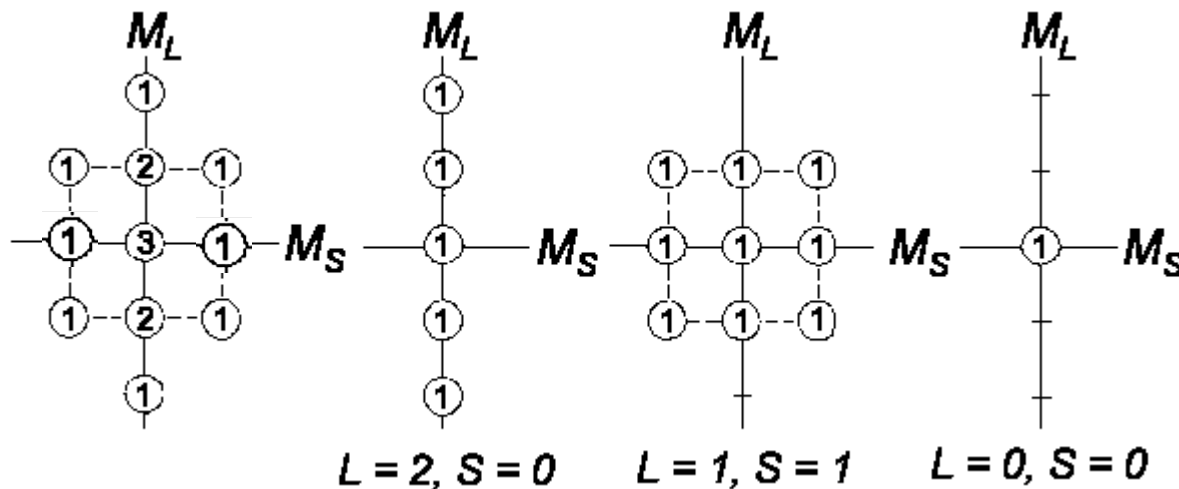 M_L M_L M_L M_L
1 1 1
1 2 1 1 1 1 1
1 3 1 M_S 1 M_S 1 1 1 M_S 1 M_S
1 2 1 1 1 1 1
1 1
L = 2, S = 0 L = 1, S = 1 L = 0, S = 0